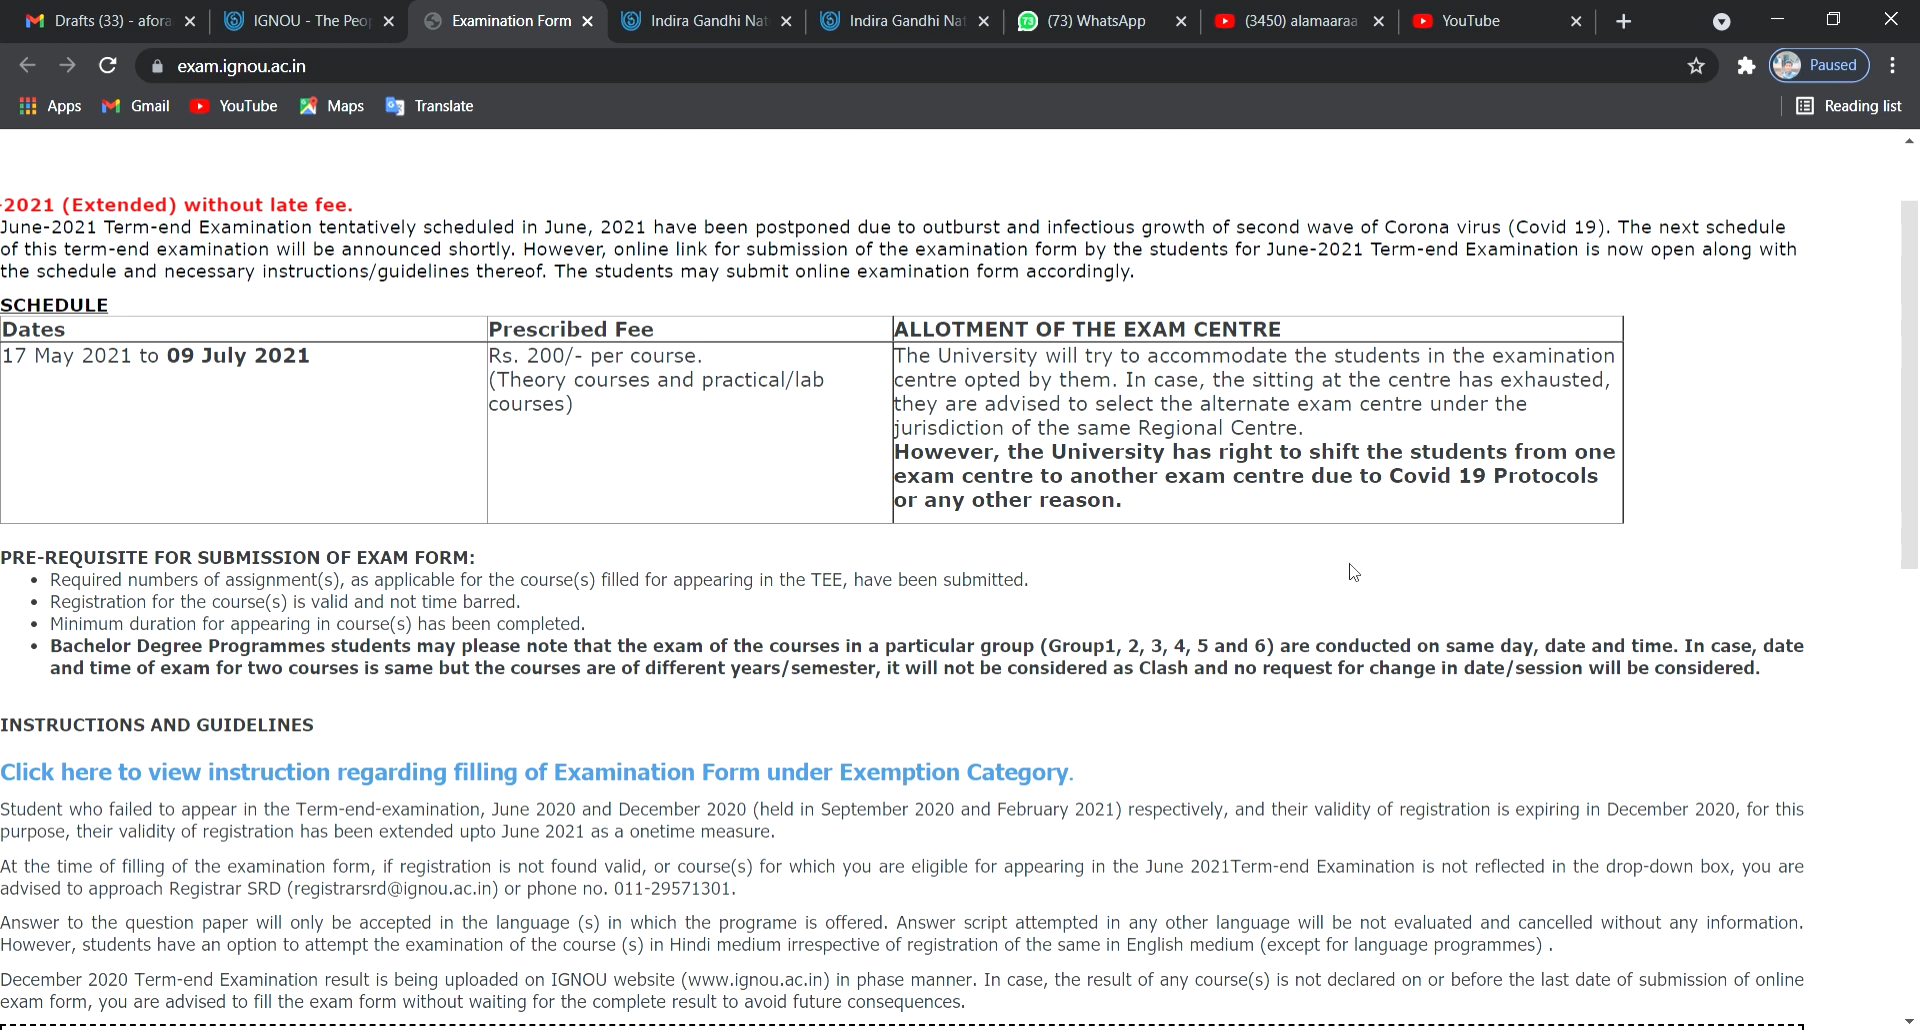 Drafts (33) - afora
IGNOU - The Peop
Examination Form
Indira Gandhi Nat
Indira Gandhi Nat
(73) WhatsApp
(3450) alamaaraa
YouTube
exam.ignou.ac.in
Paused
Apps
Gmail
YouTube
Maps
Translate
Reading list
-2021 (Extended) without late fee.
June-2021 Term-end Examination tentatively scheduled in June, 2021 have been postponed due to outburst and infectious growth of second wave of Corona virus (Covid 19). The next schedule
of this term-end examination will be announced shortly. However, online link for submission of the examination form by the students for June-2021 Term-end Examination is now open along with
the schedule and necessary instructions/guidelines thereof. The students may submit online examination form accordingly.
SCHEDULE
Dates
Prescribed Fee
ALLOTMENT OF THE EXAM CENTRE
17 May 2021 to 09 July 2021
Rs. 200/- per course.
(Theory courses and practical/lab
courses)
The University will try to accommodate the students in the examination
centre opted by them. In case, the sitting at the centre has exhausted,
they are advised to select the alternate exam centre under the
jurisdiction of the same Regional Centre.
However, the University has right to shift the students from one
exam centre to another exam centre due to Covid 19 Protocols
or any other reason.
PRE-REQUISITE FOR SUBMISSION OF EXAM FORM:
• Required numbers of assignment(s), as applicable for the course(s) filled for appearing in the TEE, have been submitted.
• Registration for the course(s) is valid and not time barred.
• Minimum duration for appearing in course(s) has been completed.
• Bachelor Degree Programmes students may please note that the exam of the courses in a particular group (Group1, 2, 3, 4, 5 and 6) are conducted on same day, date and time. In case, date
and time of exam for two courses is same but the courses are of different years/semester, it will not be considered as Clash and no request for change in date/session will be considered.
INSTRUCTIONS AND GUIDELINES
Click here to view instruction regarding filling of Examination Form under Exemption Category.
Student who failed to appear in the Term-end-examination, June 2020 and December 2020 (held in September 2020 and February 2021) respectively, and their validity of registration is expiring in December 2020, for this
purpose, their validity of registration has been extended upto June 2021 as a onetime measure.
At the time of filling of the examination form, if registration is not found valid, or course(s) for which you are eligible for appearing in the June 2021Term-end Examination is not reflected in the drop-down box, you are
advised to approach Registrar SRD (registrarsrd@ignou.ac.in) or phone no. 011-29571301.
Answer to the question paper will only be accepted in the language (s) in which the programe is offered. Answer script attempted in any other language will be not evaluated and cancelled without any information.
However, students have an option to attempt the examination of the course (s) in Hindi medium irrespective of registration of the same in English medium (except for language programmes) .
December 2020 Term-end Examination result is being uploaded on IGNOU website (www.ignou.ac.in) in phase manner. In case, the result of any course(s) is not declared on or before the last date of submission of online
exam form, you are advised to fill the exam form without waiting for the complete result to avoid future consequences.